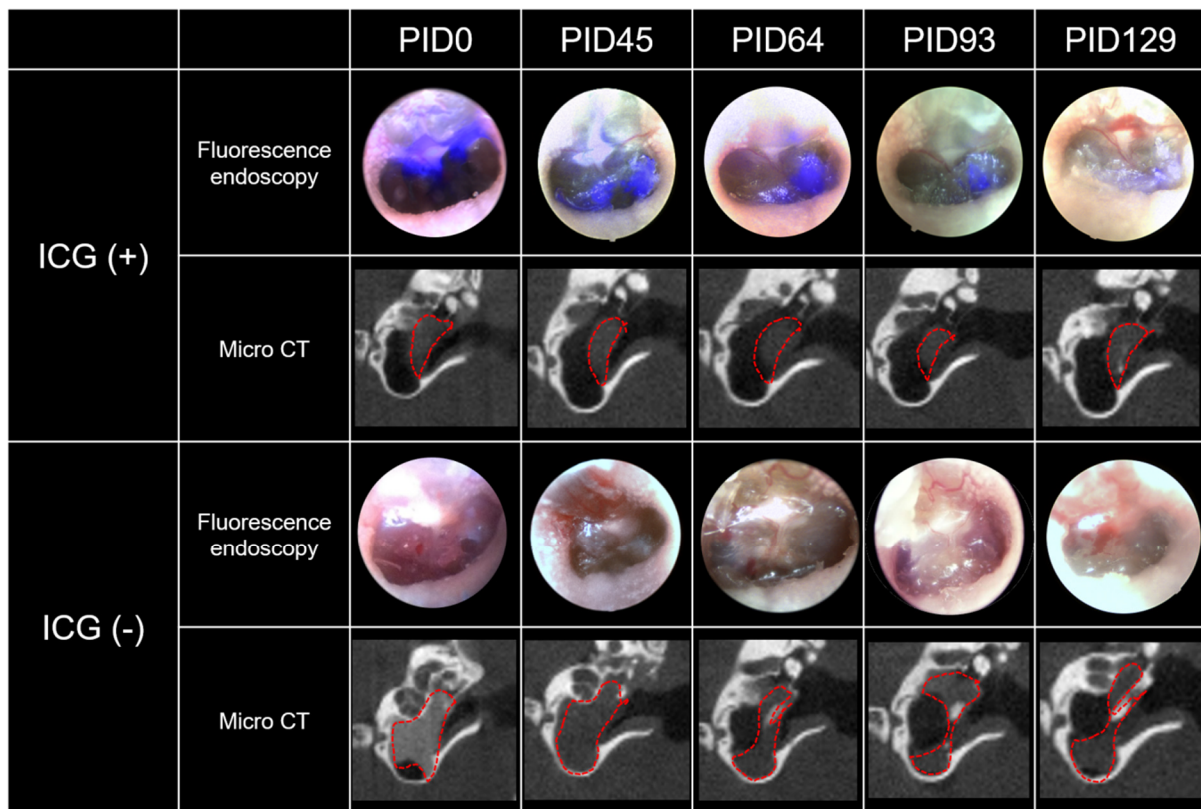 PID0 PID45 PID64 PID93 PID129
ICG (+)
Fluorescence
endoscopy
Micro CT
ICG (-)
Fluorescence
endoscopy
Micro CT